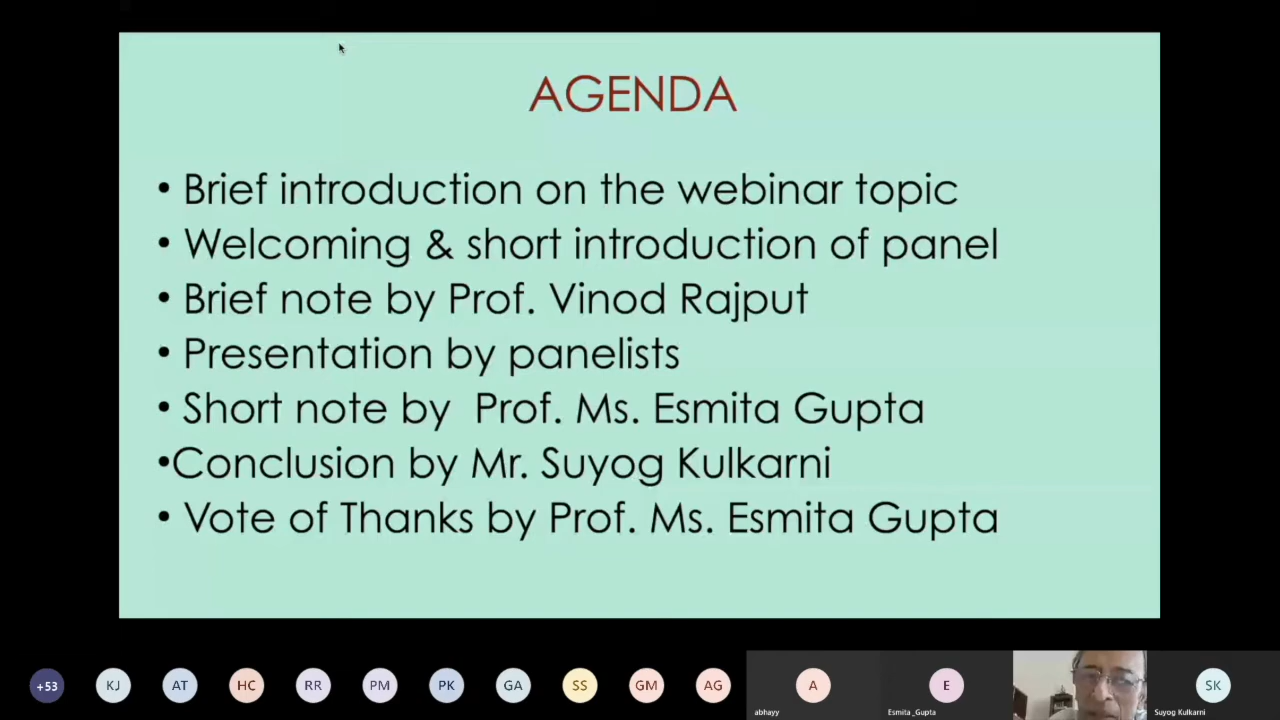 AGENDA
• Brief introduction on the webinar topic
• Welcoming & short introduction of panel
• Brief note by Prof. Vinod Rajput
• Presentation by panelists
• Short note by  Prof. Ms. Esmita Gupta
•Conclusion by Mr. Suyog Kulkarni
• Vote of Thanks by Prof. Ms. Esmita Gupta
+53 KJ AT HC RR PM PK GA SS GM AG A E SK
abhayy Esmita_Gupta Suyog Kulkarni